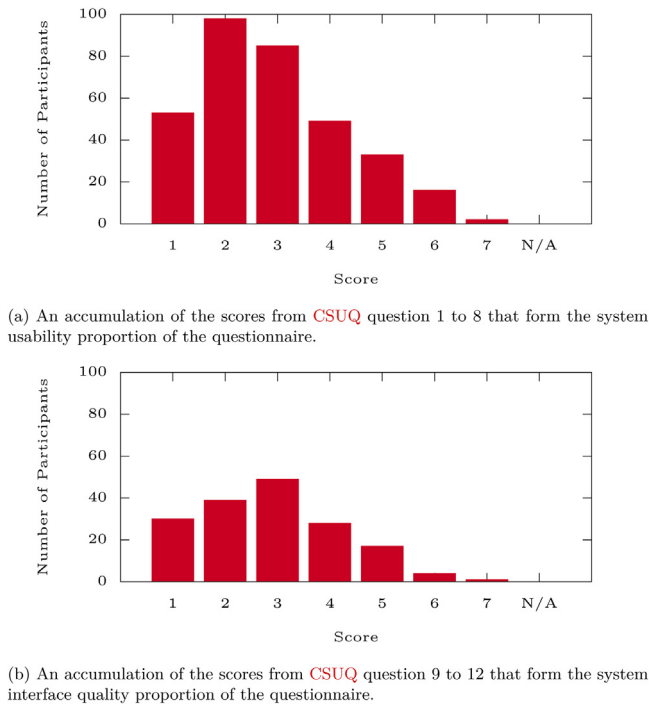 100
80
60
40
20
0
Number of Participants
1 2 3 4 5 6 7 N/A
Score
(a) An accumulation of the scores from CSUQ question 1 to 8 that form the system
usability proportion of the questionnaire.
100
80
60
40
20
0
Number of Participants
1 2 3 4 5 6 7 N/A
Score
(b) An accumulation of the scores from CSUQ question 9 to 12 that form the system
interface quality proportion of the questionnaire.